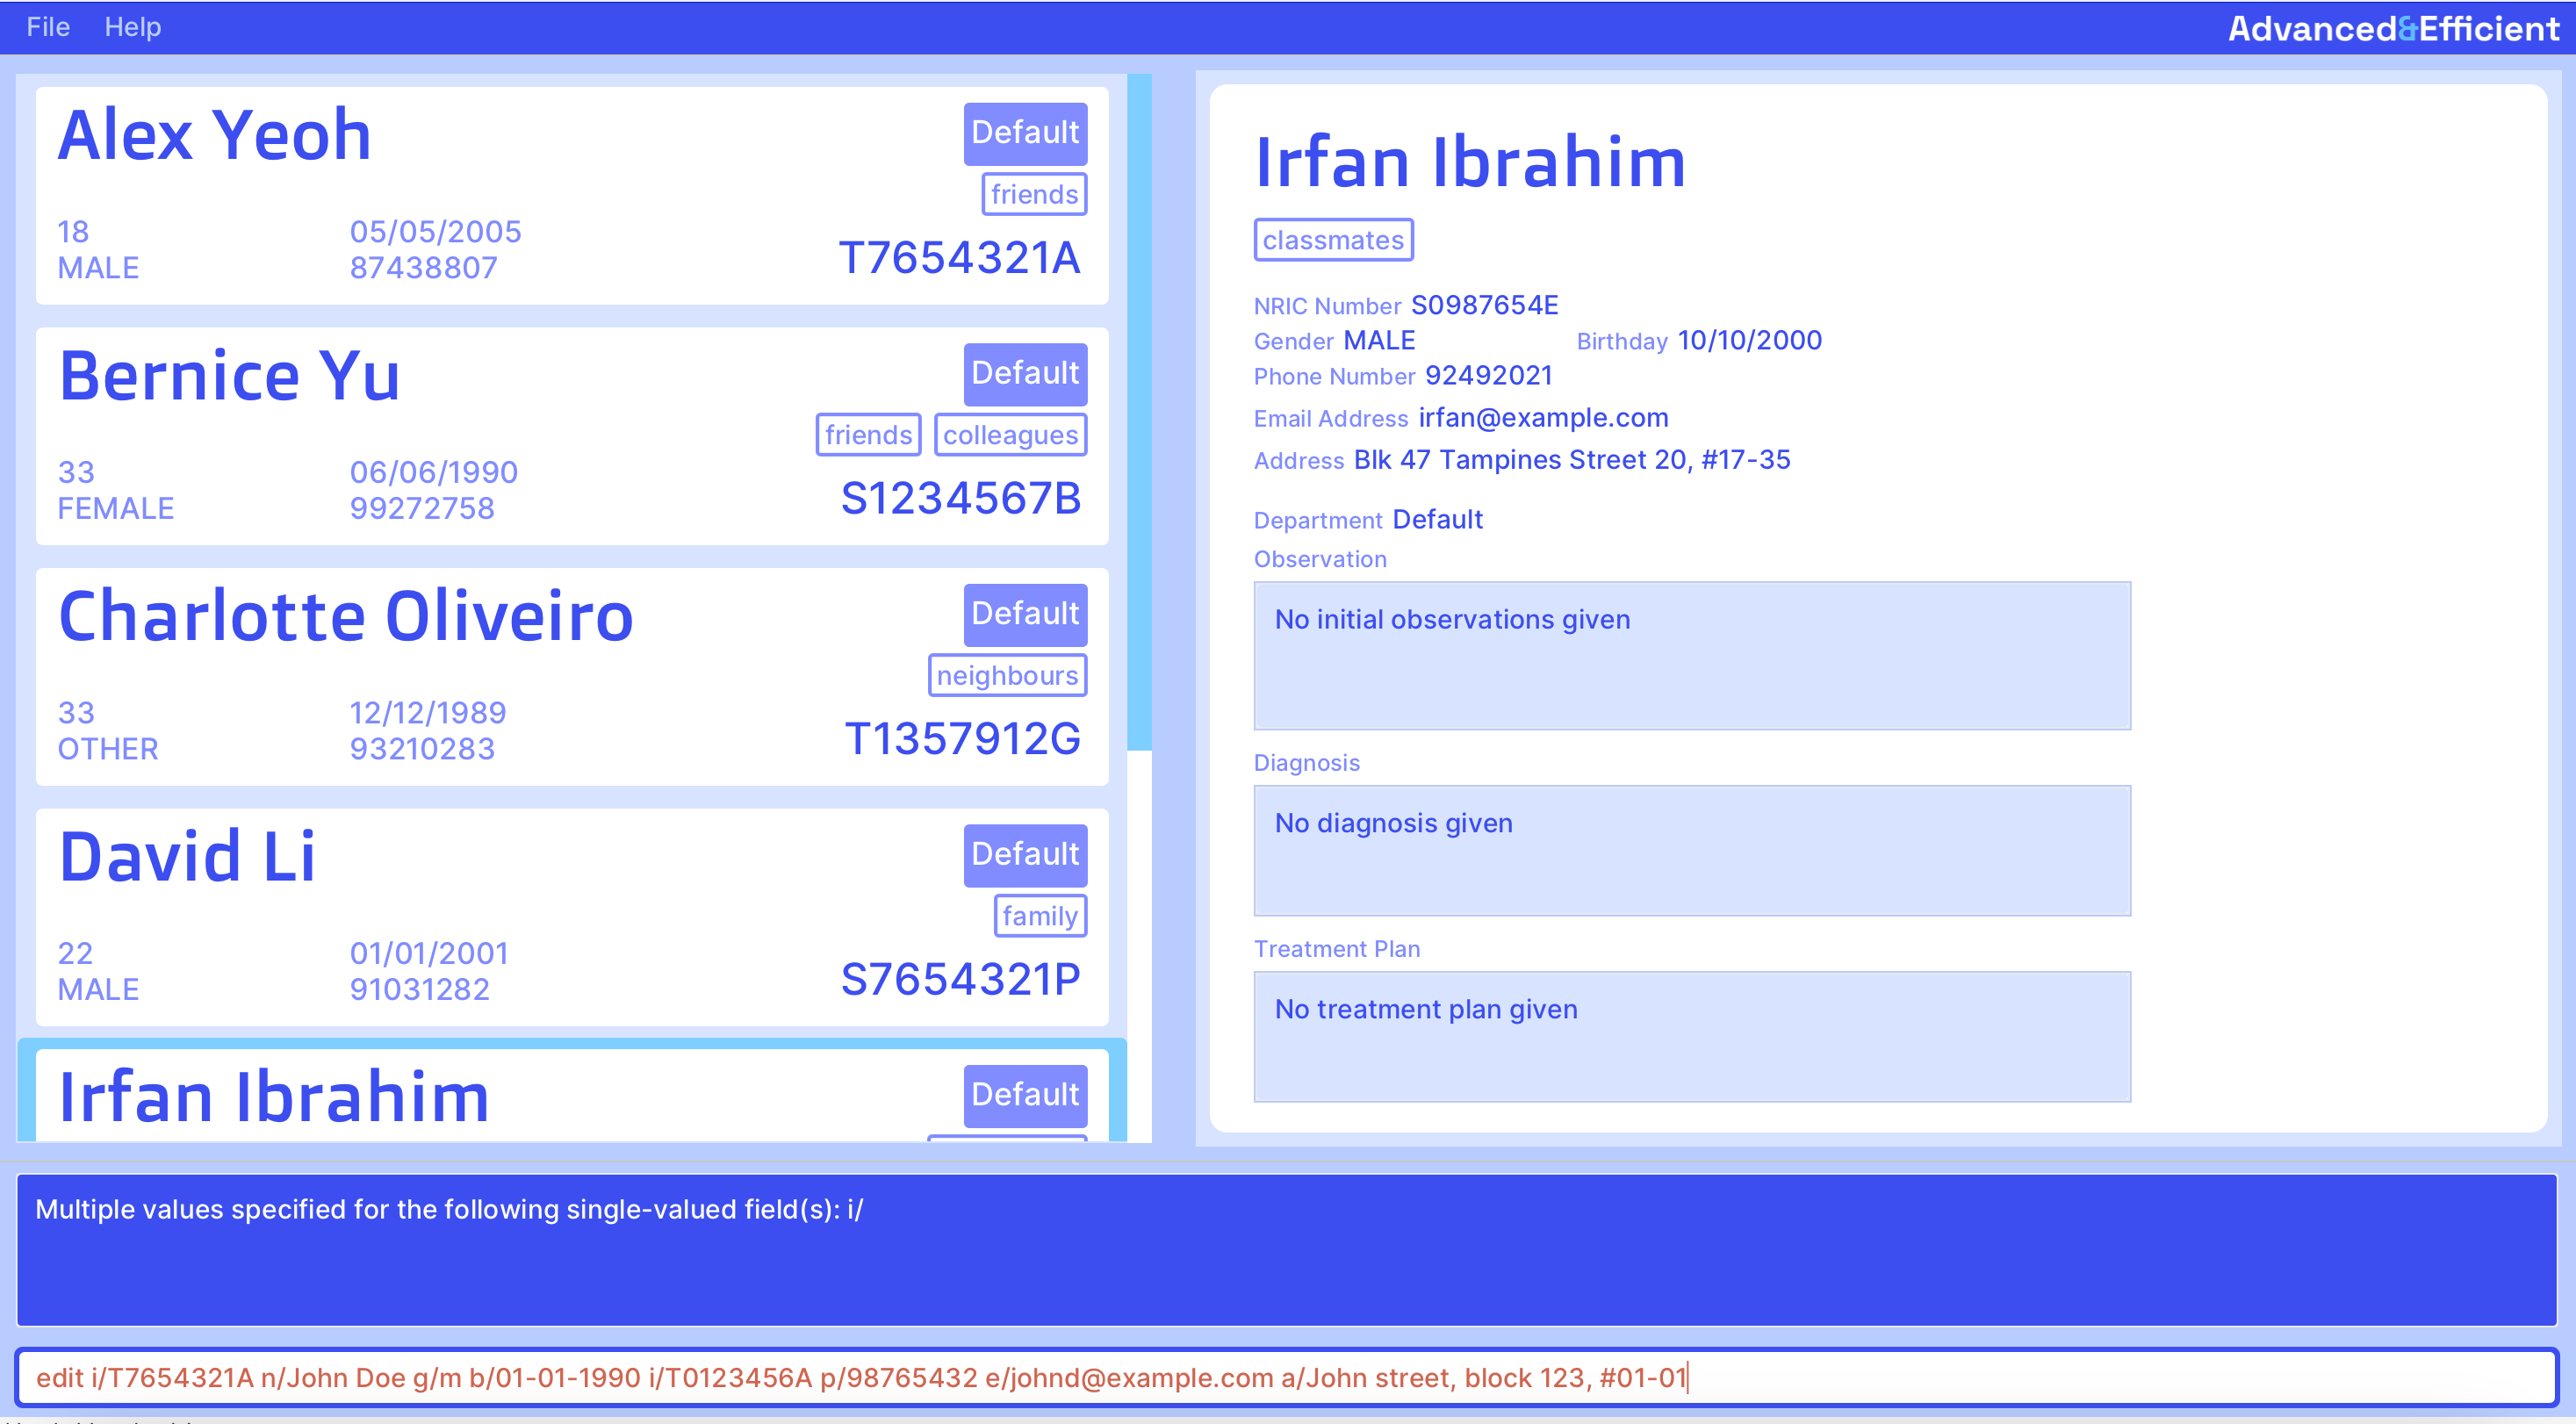 File Help Advanced&Efficient
Alex Yeoh
Default
friends
18 05/05/2005
MALE 87438807
T7654321A
Bernice Yu
Default
friends colleagues
33 06/06/1990
FEMALE 99272758
S1234567B
Charlotte Oliveiro
Default
neighbours
33 12/12/1989
OTHER 93210283
T1357912G
David Li
Default
family
22 01/01/2001
MALE 91031282
S7654321P
Irfan Ibrahim
Default
Irfan Ibrahim
classmates
NRIC Number S0987654E
Gender MALE Birthday 10/10/2000
Phone Number 92492021
Email Address irfan@example.com
Address Blk 47 Tampines Street 20, #17-35
Department Default
Observation
No initial observations given
Diagnosis
No diagnosis given
Treatment Plan
No treatment plan given
Multiple values specified for the following single-valued field(s): i/
edit i/T7654321A n/John Doe g/m b/01-01-1990 i/T0123456A p/98765432 e/johnd@example.com a/John street, block 123, #01-01